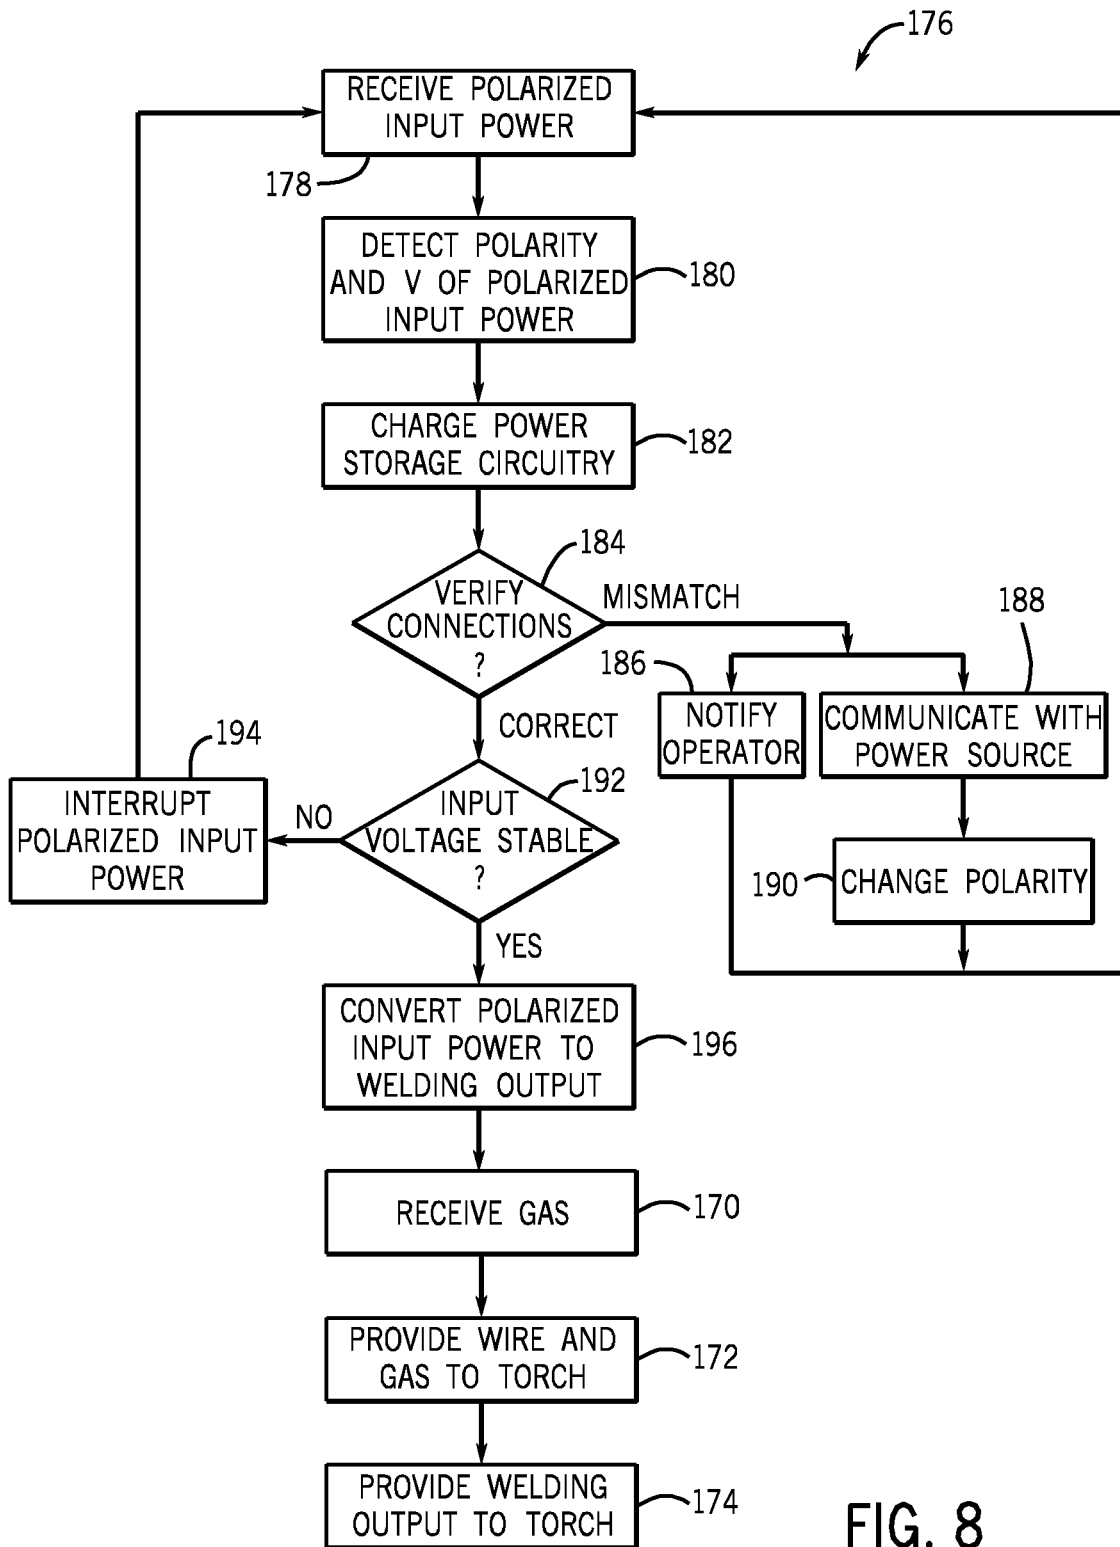 176
RECEIVE POLARIZED
INPUT POWER
178
DETECT POLARITY
AND V OF POLARIZED
INPUT POWER
180
CHARGE POWER
STORAGE CIRCUITRY
182
184
VERIFY
CONNECTIONS
?
MISMATCH
188
186
NOTIFY
OPERATOR
COMMUNICATE WITH
POWER SOURCE
CORRECT
194
INTERRUPT
POLARIZED INPUT
POWER
NO
192
INPUT
VOLTAGE STABLE
?
190
CHANGE POLARITY
YES
CONVERT POLARIZED
INPUT POWER TO
WELDING OUTPUT
196
RECEIVE GAS
170
PROVIDE WIRE AND
GAS TO TORCH
172
PROVIDE WELDING
OUTPUT TO TORCH
174
FIG. 8